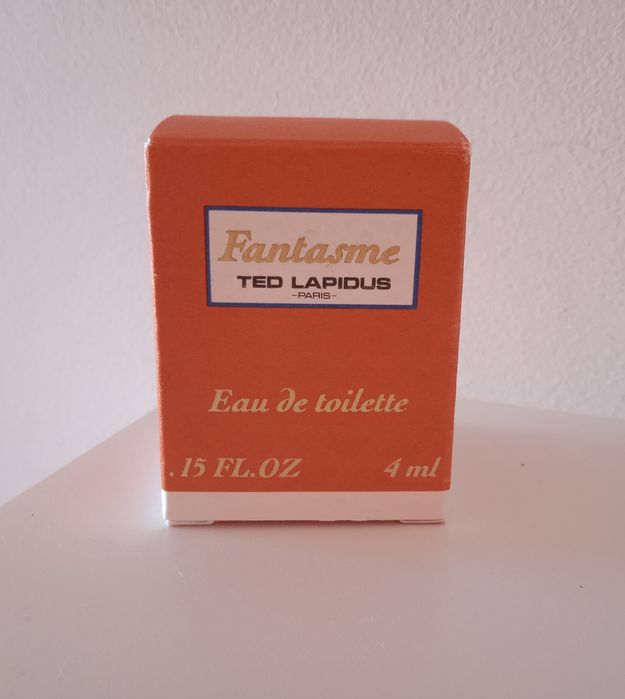 Fantasme
TED LAPIDUS
-PARIS-
Eau de toilette
.15 FL.OZ 4 ml